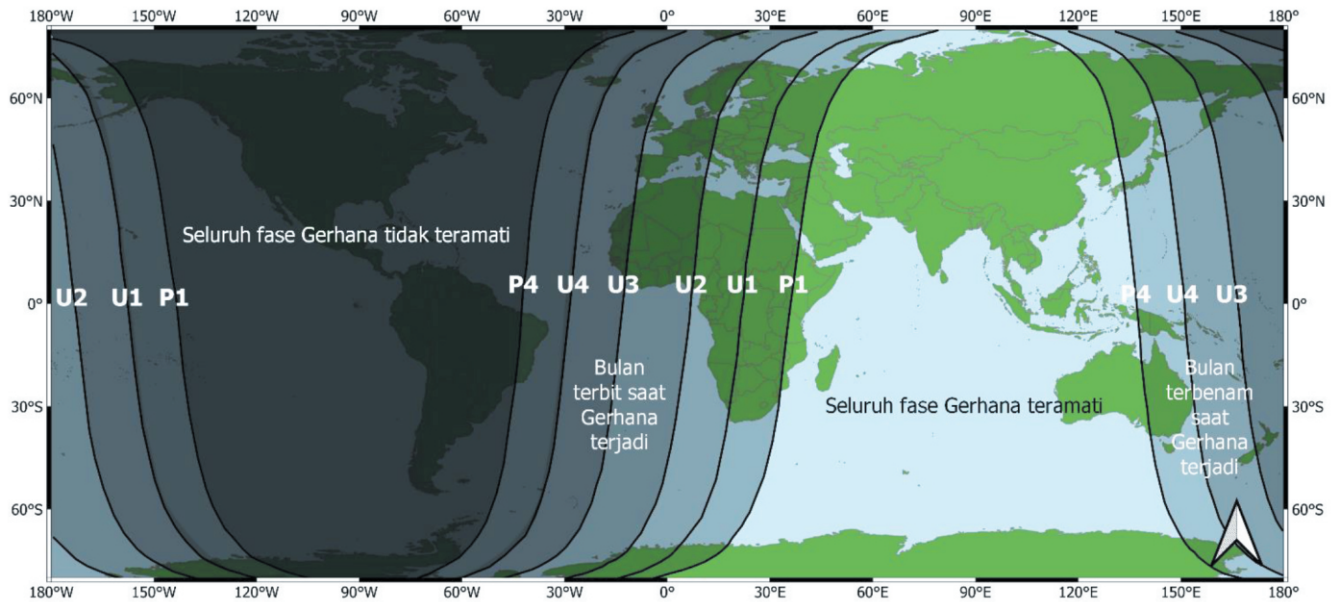 180° 150°W 120°W 90°W 60°W 30°W 0° 30°E 60°E 90°E 120°E 150°E 180°
60°N 60°N
30°N 30°N
Seluruh fase Gerhana tidak teramati
P4 U4 U3 U2 U1 P1
U2 U1 P1
P4 U4 U3
0° 0°
Bulan
terbit saat
Gerhana
terjadi
Seluruh fase Gerhana teramati
Bulan
terbenam
saat
Gerhana
terjadi
30°S 30°S
60°S 60°S
180° 150°W 120°W 90°W 60°W 30°W 0° 30°E 60°E 90°E 120°E 150°E 180°